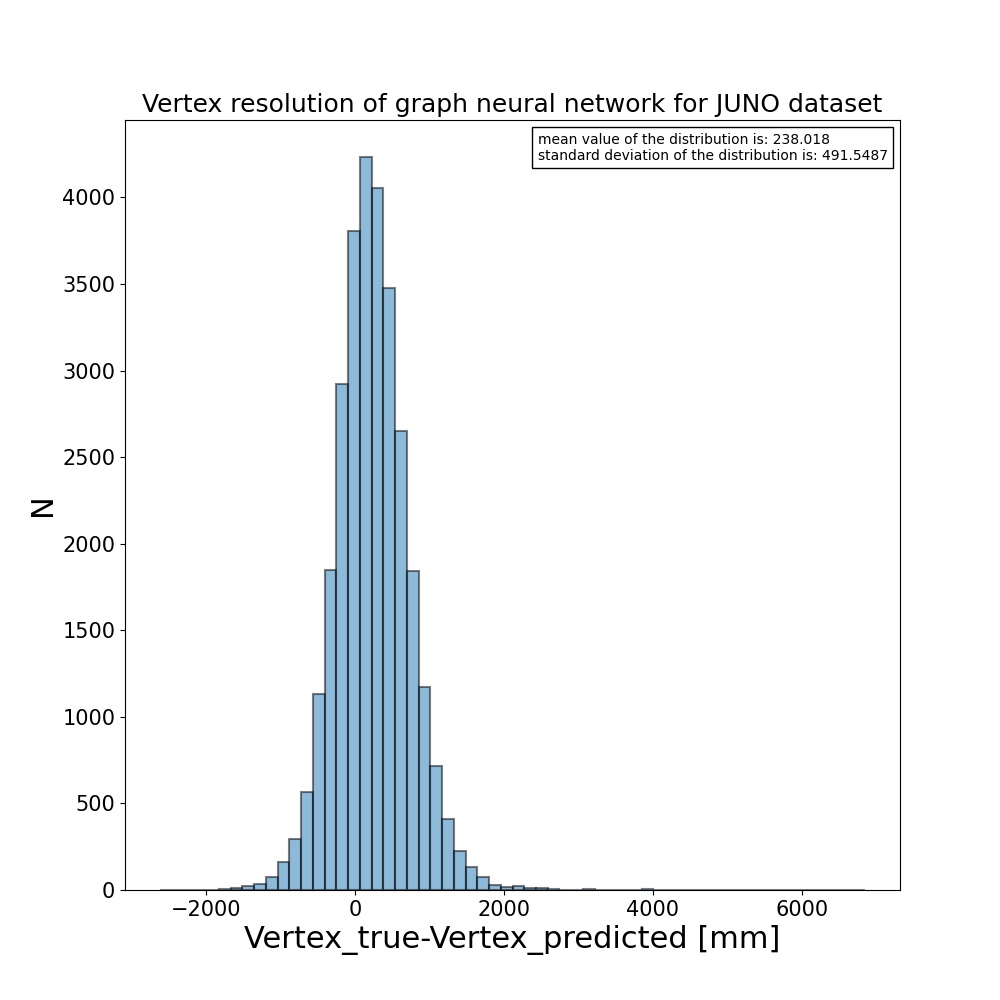 Vertex resolution of graph neural network for JUNO dataset
mean value of the distribution is: 238.018
standard deviation of the distribution is: 491.5487
4000
3500
3000
2500
2000
1500
1000
500
0
N
−2000 0 2000 4000 6000
Vertex_true-Vertex_predicted [mm]